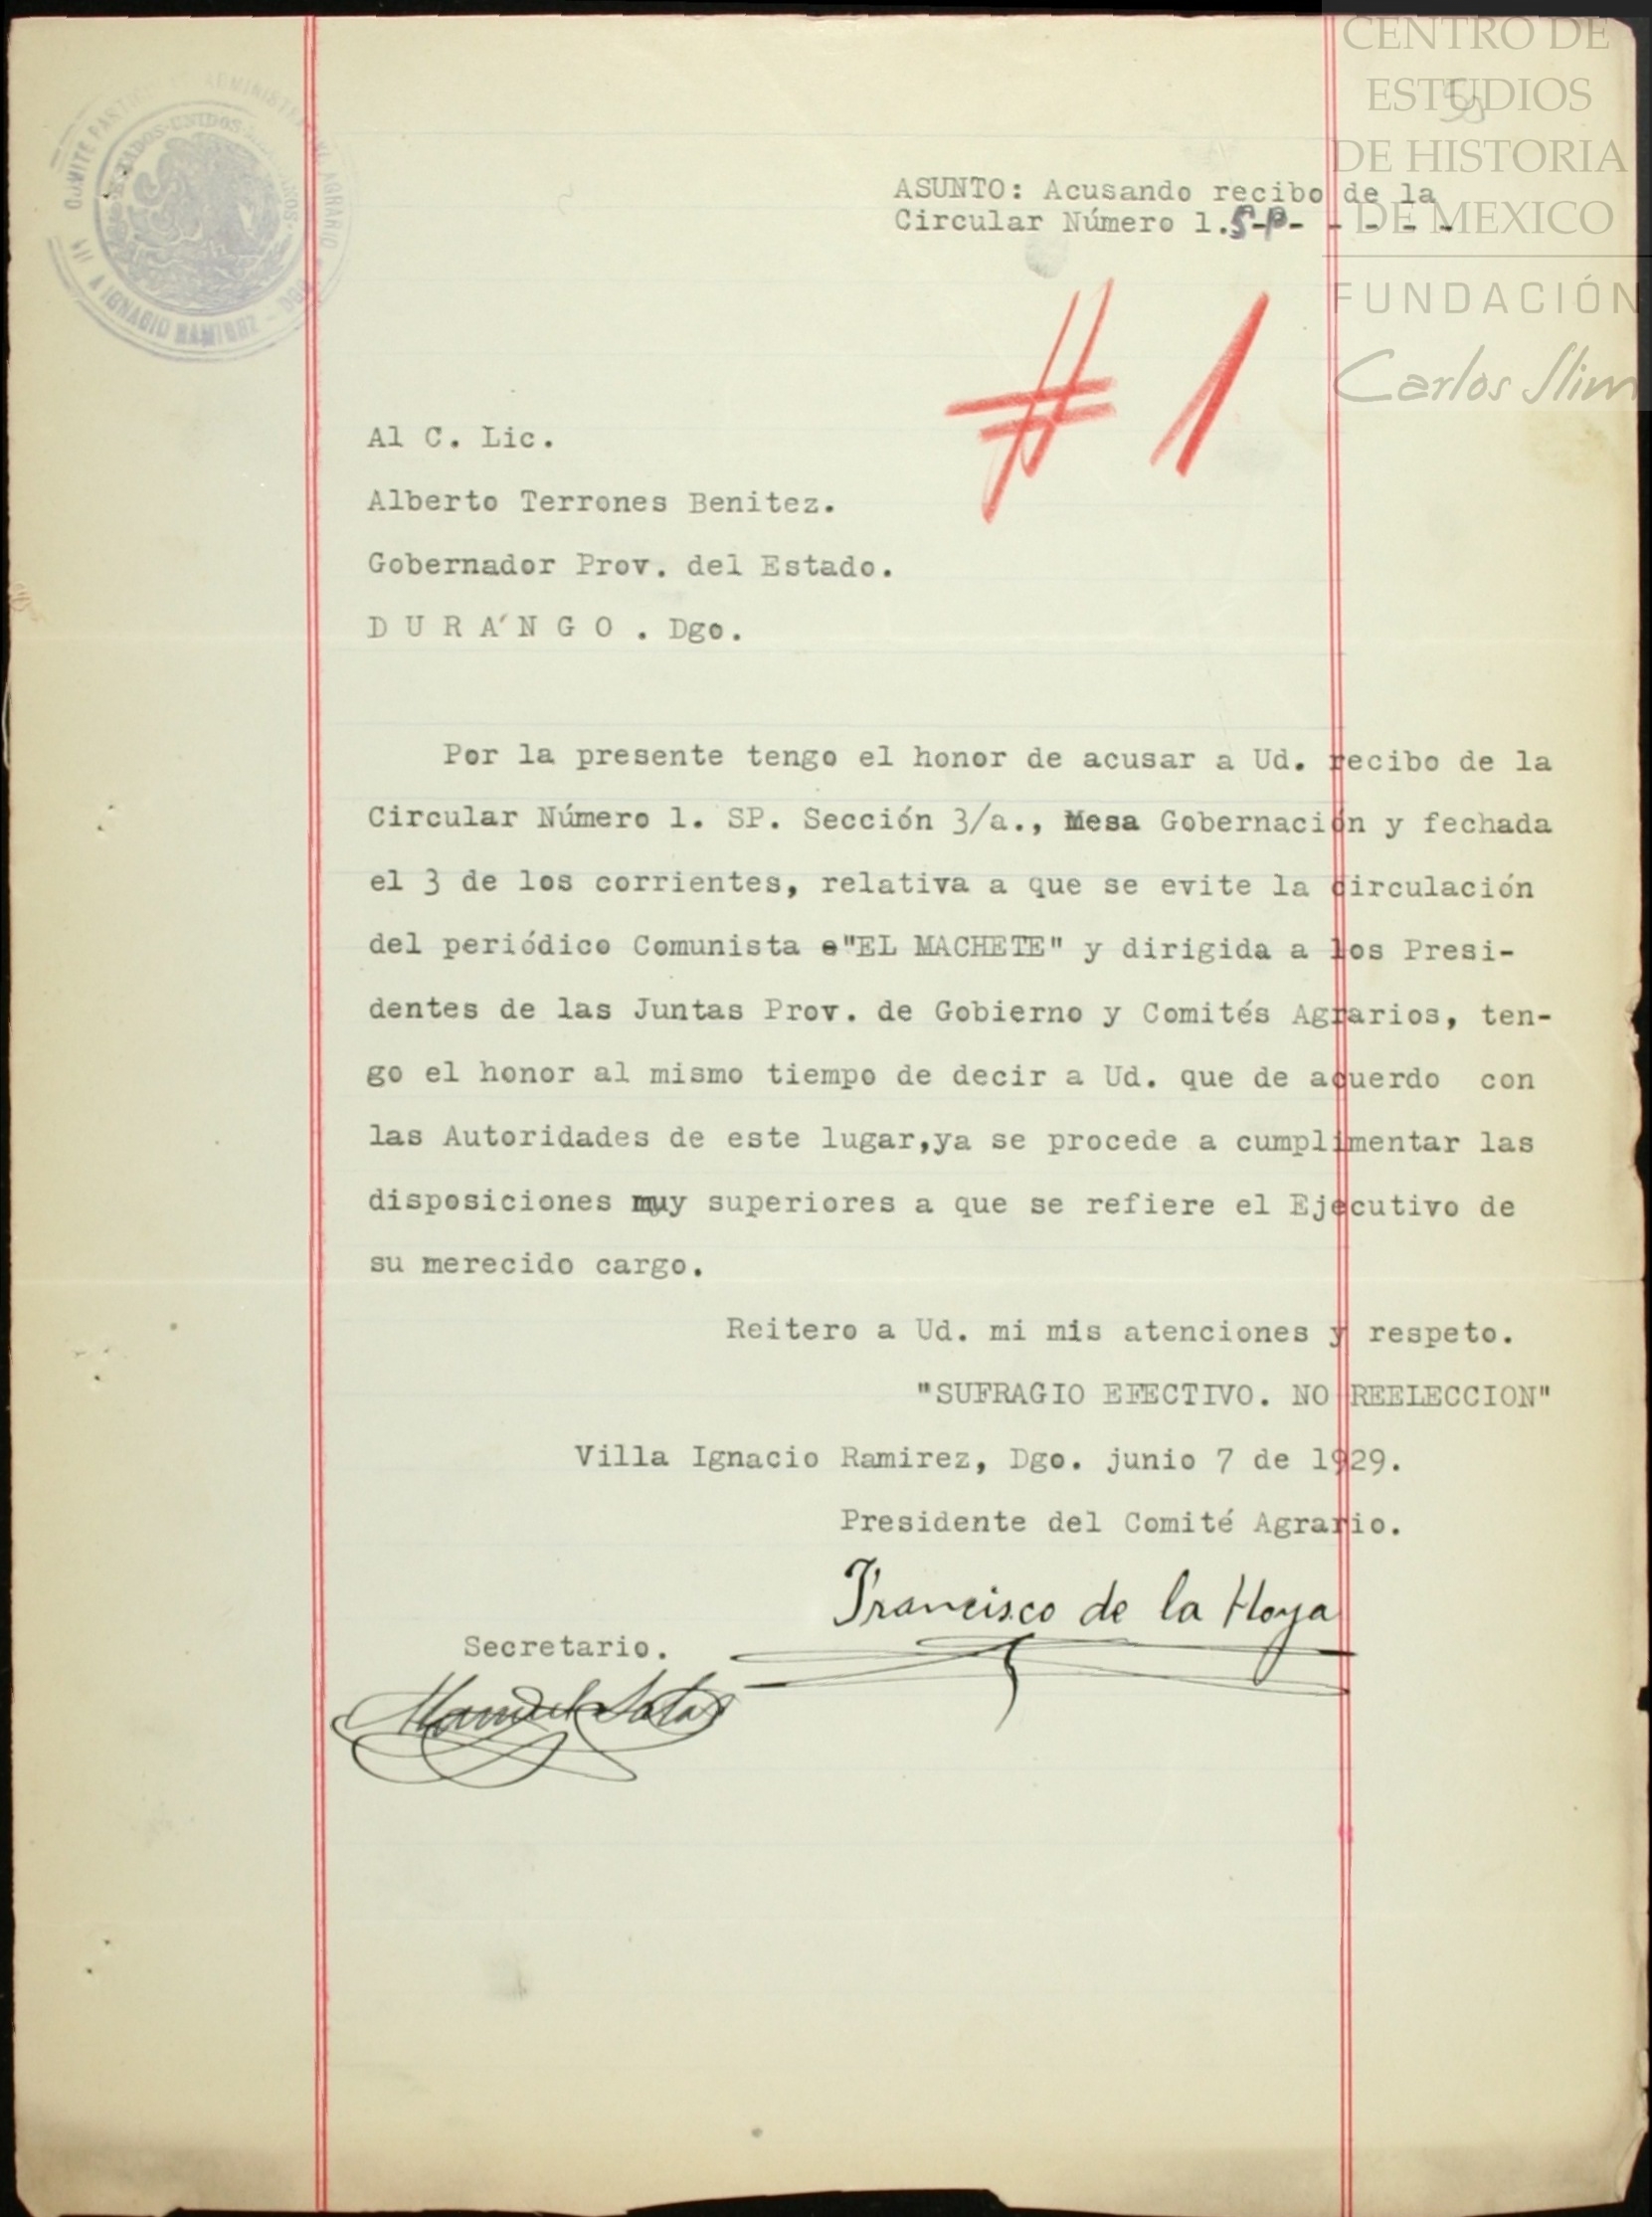 CENTRO DE
ESTUDIOS
DE HISTORIA
DE MEXICO
FUNDACIÓN
Carlos Slim
ESTADOS UNIDOS
ASUNTO: Acusando recibo de la
Circular Número 1.S-P- - - - -
# 1
Al C. Lic.
Alberto Terrones Benitez.
Gobernador Prov. del Estado.
D U R A´N G O . Dgo.
Por la presente tengo el honor de acusar a Ud. recibo de la
Circular Número 1. SP. Sección 3/a., Mesa Gobernación y fechada
el 3 de los corrientes, relativa a que se evite la circulación
del periódico Comunista e"EL MACHETE" y dirigida a los Presi-
dentes de las Juntas Prov. de Gobierno y Comités Agrarios, ten-
go el honor al mismo tiempo de decir a Ud. que de acuerdo con
las Autoridades de este lugar,ya se procede a cumplimentar las
disposiciones muy superiores a que se refiere el Ejecutivo de
su merecido cargo.
Reitero a Ud. mi mis atenciones y respeto.
"SUFRAGIO EFECTIVO. NO REELECCION"
Villa Ignacio Ramirez, Dgo. junio 7 de 1929.
Presidente del Comité Agrario.
Francisco de la Hoya
Secretario.
Manuel Salas